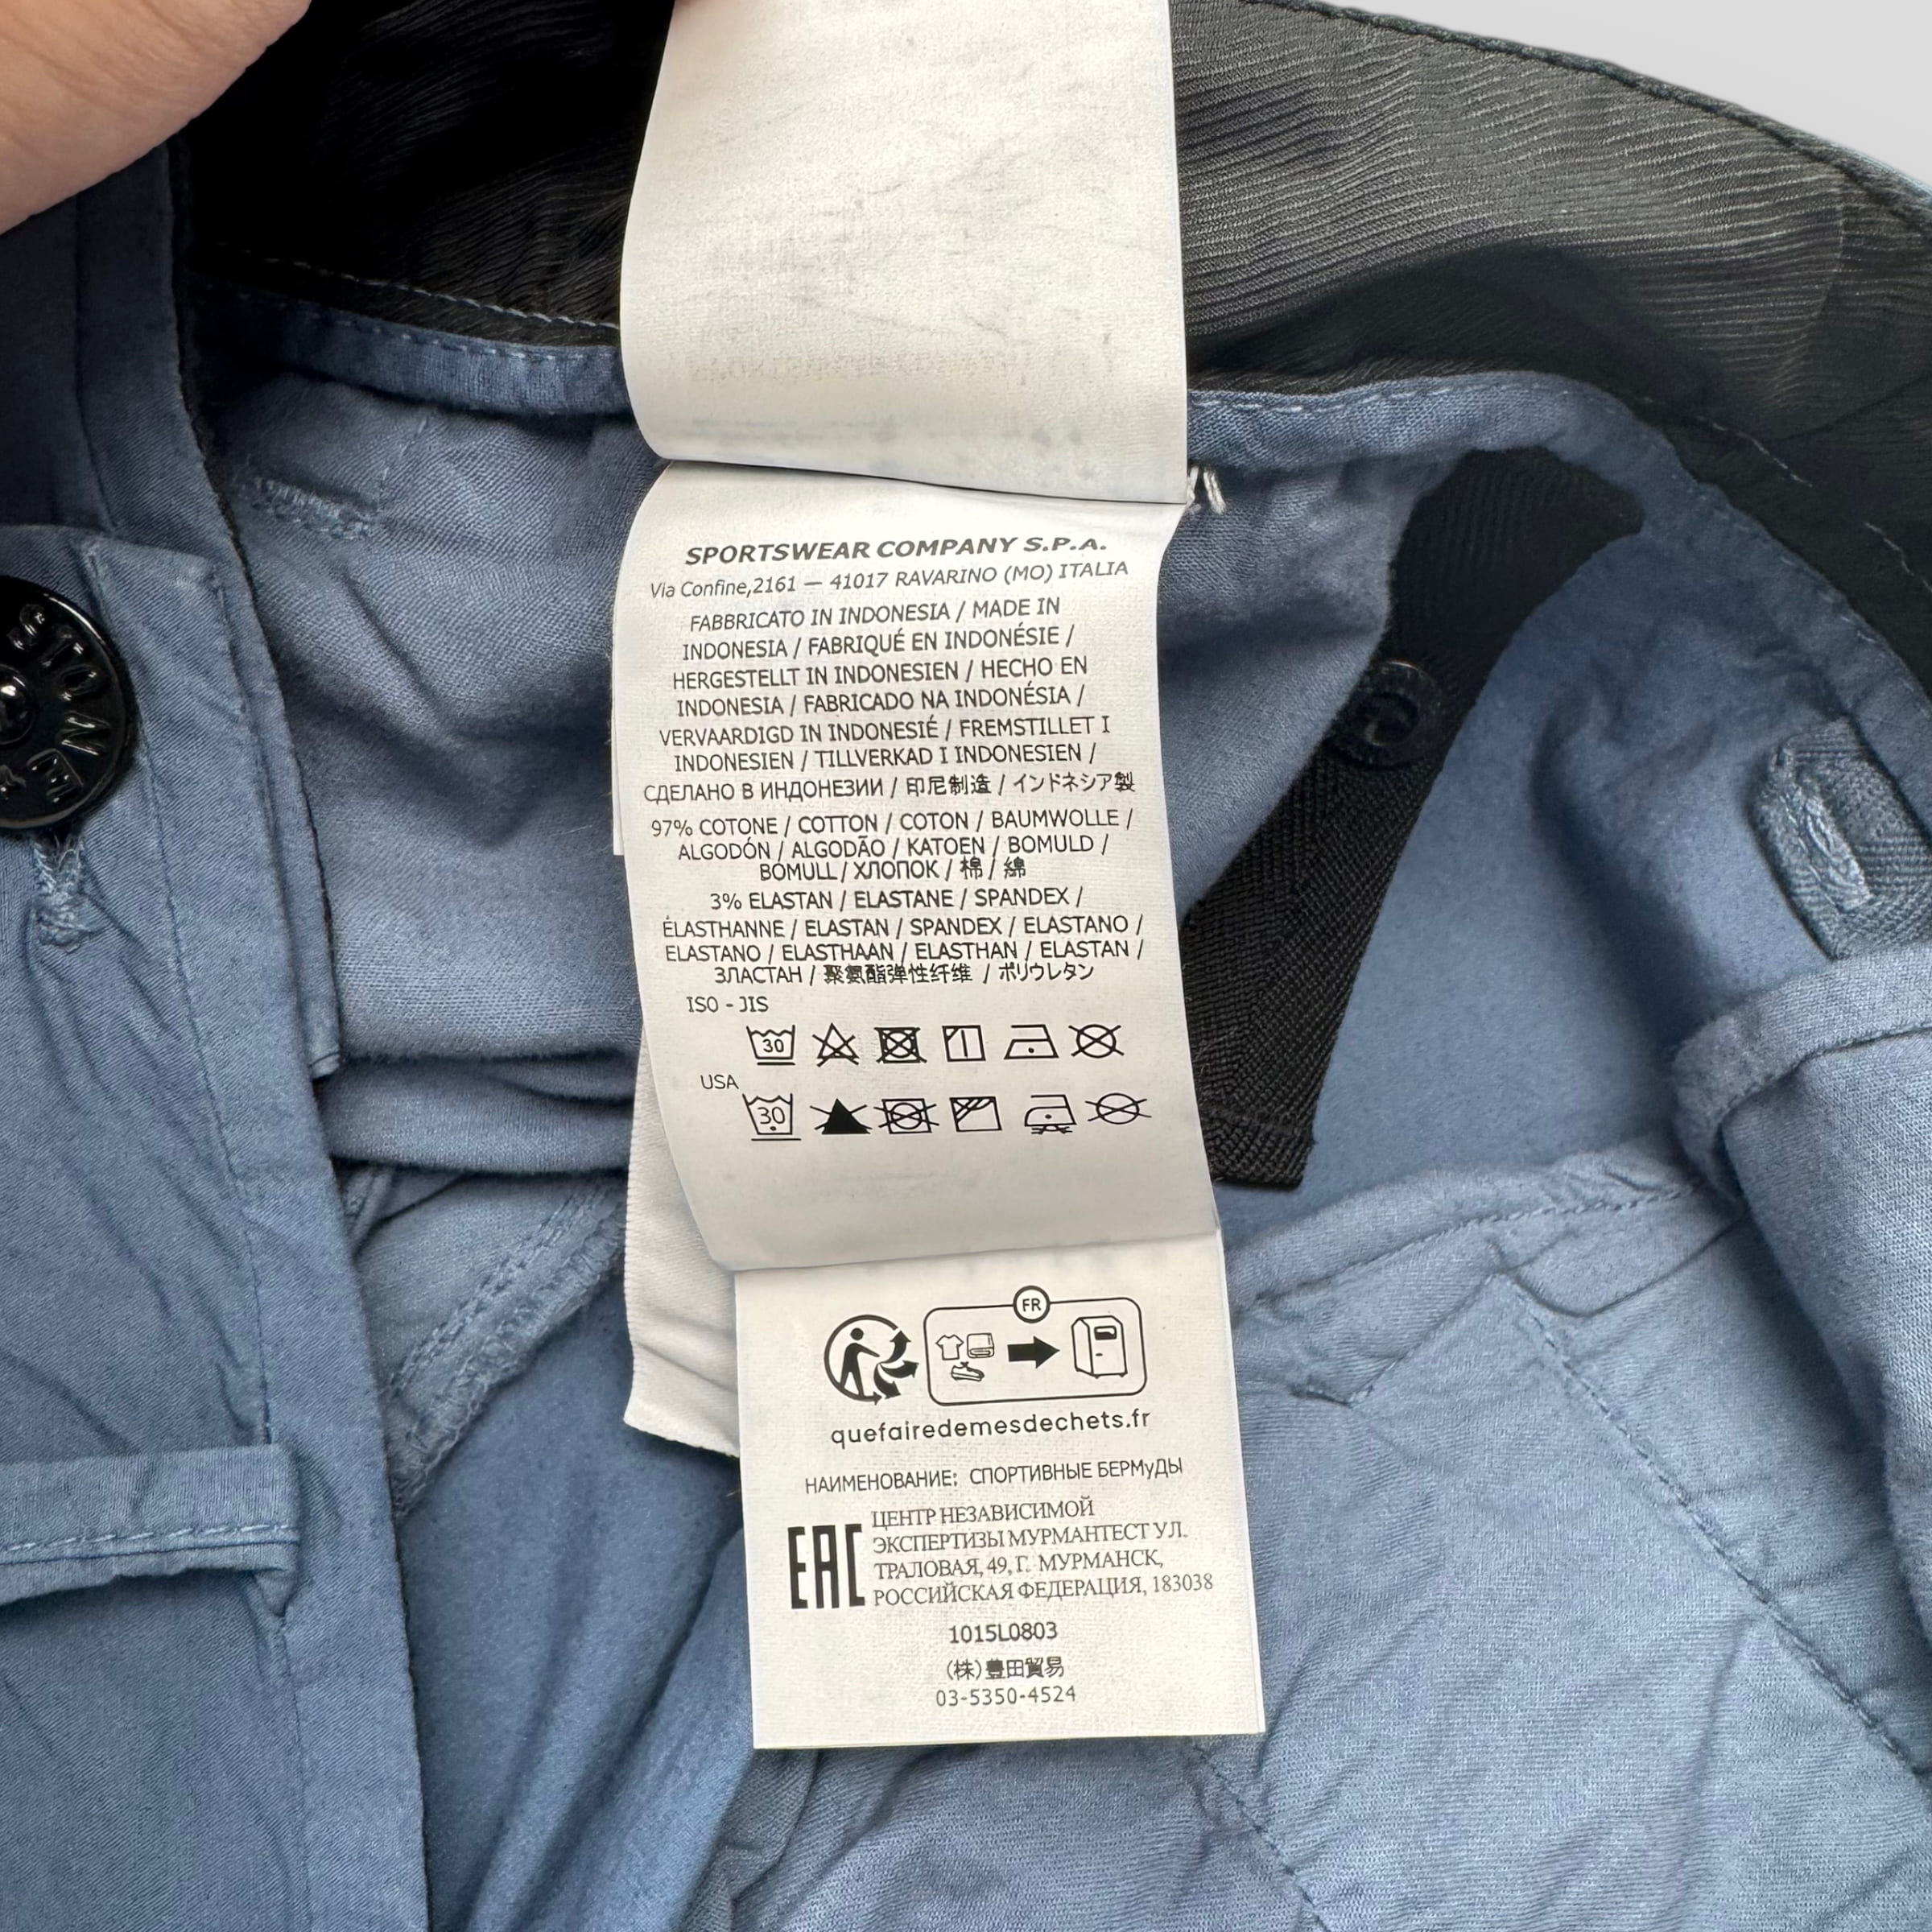 STONE
SPORTSWEAR COMPANY S.P.A.
Via Confine,2161 — 41017 RAVARINO (MO) ITALIA
FABBRICATO IN INDONESIA / MADE IN
INDONESIA / FABRIQUÉ EN INDONÉSIE /
HERGESTELLT IN INDONESIEN / HECHO EN
INDONESIA / FABRICADO NA INDONÉSIA /
VERVAARDIGD IN INDONESIÉ / FREMSTILLET I
INDONESIEN / TILLVERKAD I INDONESIEN /
СДЕЛАНО В ИНДОНЕЗИИ / 印尼制造 / インドネシア製
97% COTONE / COTTON / COTON / BAUMWOLLE /
ALGODÓN / ALGODÃO / KATOEN / BOMULD /
BOMULL / ХЛОПОК / 棉 / 綿
3% ELASTAN / ELASTANE / SPANDEX /
ÉLASTHANNE / ELASTAN / SPANDEX / ELASTANO /
ELASTANO / ELASTHAAN / ELASTHAN / ELASTAN /
ЗЛАСТАН / 聚氨酯弹性纤维 / ポリウレタン
ISO - JIS
30
USA
30
FR
quefairedemesdechets.fr
НАИМЕНОВАНИЕ: СПОРТИВНЫЕ БЕРМуДЫ
EAC
ЦЕНТР НЕЗАВИСИМОЙ
ЭКСПЕРТИЗЫ МУРМАНТЕСТ УЛ.
ТРАЛОВАЯ, 49, Г. МУРМАНСК,
РОССИЙСКАЯ ФЕДЕРАЦИЯ, 183038
1015L0803
(株)豊田貿易
03-5350-4524